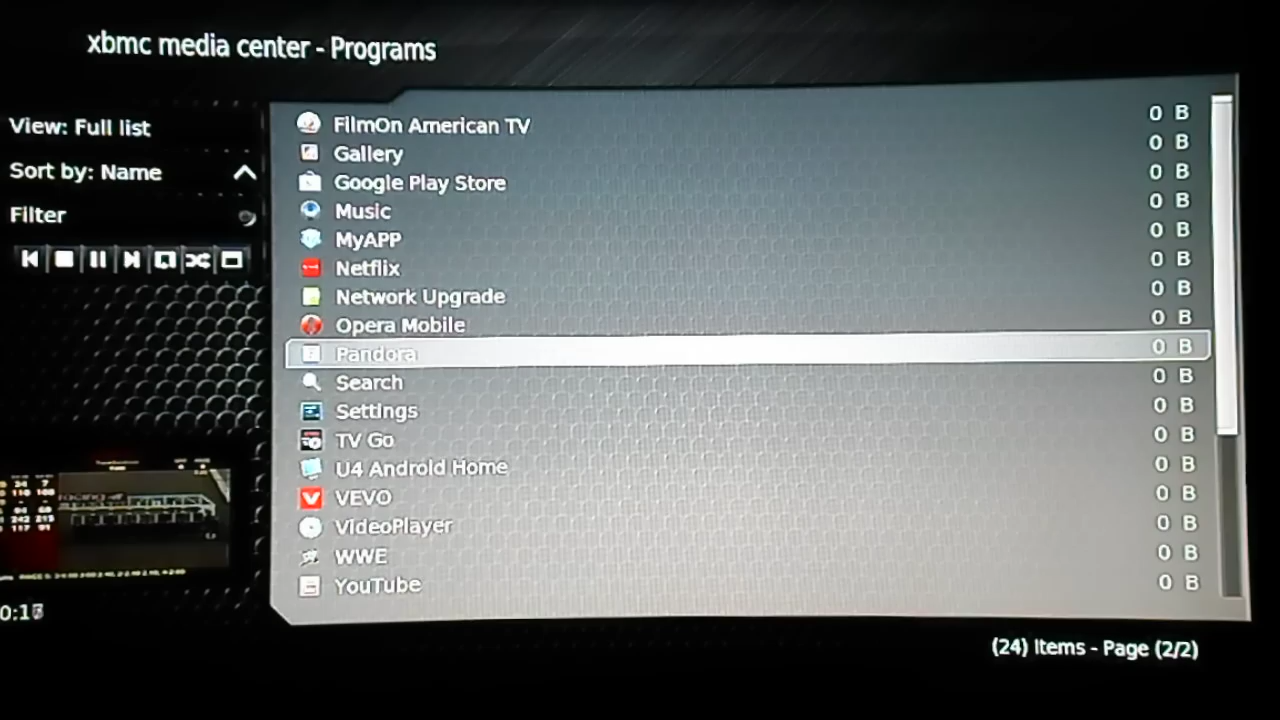 xbmc media center - Programs
View: Full list
Sort by: Name
Filter
FilmOn American TV 0 B
Gallery 0 B
Google Play Store 0 B
Music 0 B
MyAPP 0 B
Netflix 0 B
Network Upgrade 0 B
Opera Mobile 0 B
Pandora 0 B
Search 0 B
Settings 0 B
TV Go 0 B
U4 Android Home 0 B
VEVO 0 B
VideoPlayer 0 B
WWE 0 B
YouTube 0 B
(24) Items - Page (2/2)